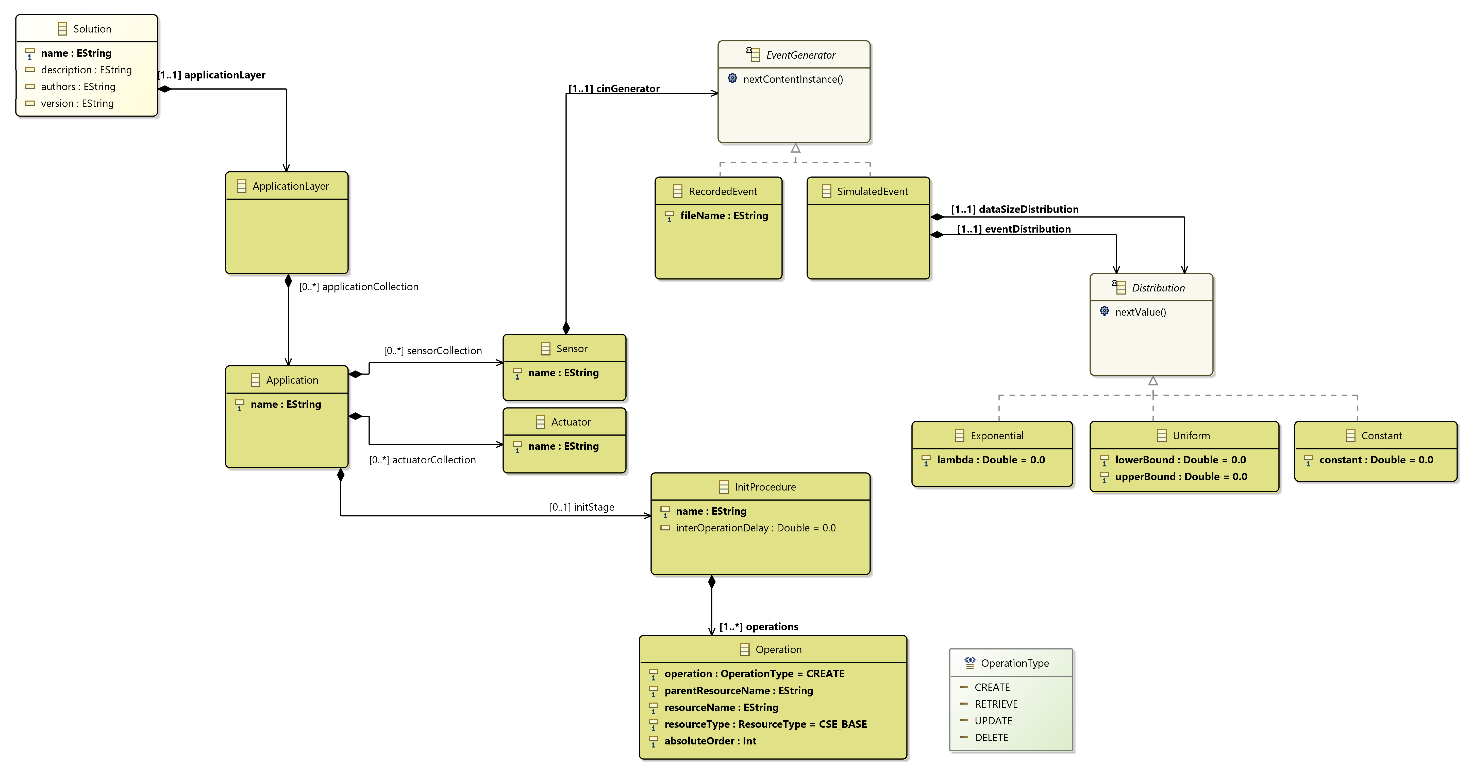 Solution
name : EString
description : EString
authors : EString
version : EString
[1..1] applicationLayer
ApplicationLayer
[0..*] applicationCollection
Application
name : EString
[0..*] sensorCollection
Sensor
name : EString
[0..*] actuatorCollection
Actuator
name : EString
[1..1] cinGenerator
EventGenerator
nextContentInstance()
RecordedEvent
fileName : EString
SimulatedEvent
[1..1] dataSizeDistribution
[1..1] eventDistribution
Distribution
nextValue()
Exponential
lambda : Double = 0.0
Uniform
lowerBound : Double = 0.0
upperBound : Double = 0.0
Constant
constant : Double = 0.0
[0..1] initStage
InitProcedure
name : EString
interOperationDelay : Double = 0.0
[1..*] operations
Operation
operation : OperationType = CREATE
parentResourceName : EString
resourceName : EString
resourceType : ResourceType = CSE_BASE
absoluteOrder : Int
OperationType
CREATE
RETRIEVE
UPDATE
DELETE